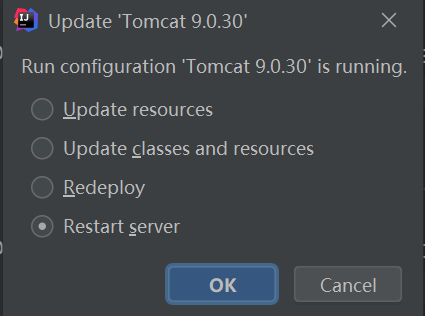 IJ
Update 'Tomcat 9.0.30'
Run configuration 'Tomcat 9.0.30' is running.
Update resources
Update classes and resources
Redeploy
Restart server
OK
Cancel